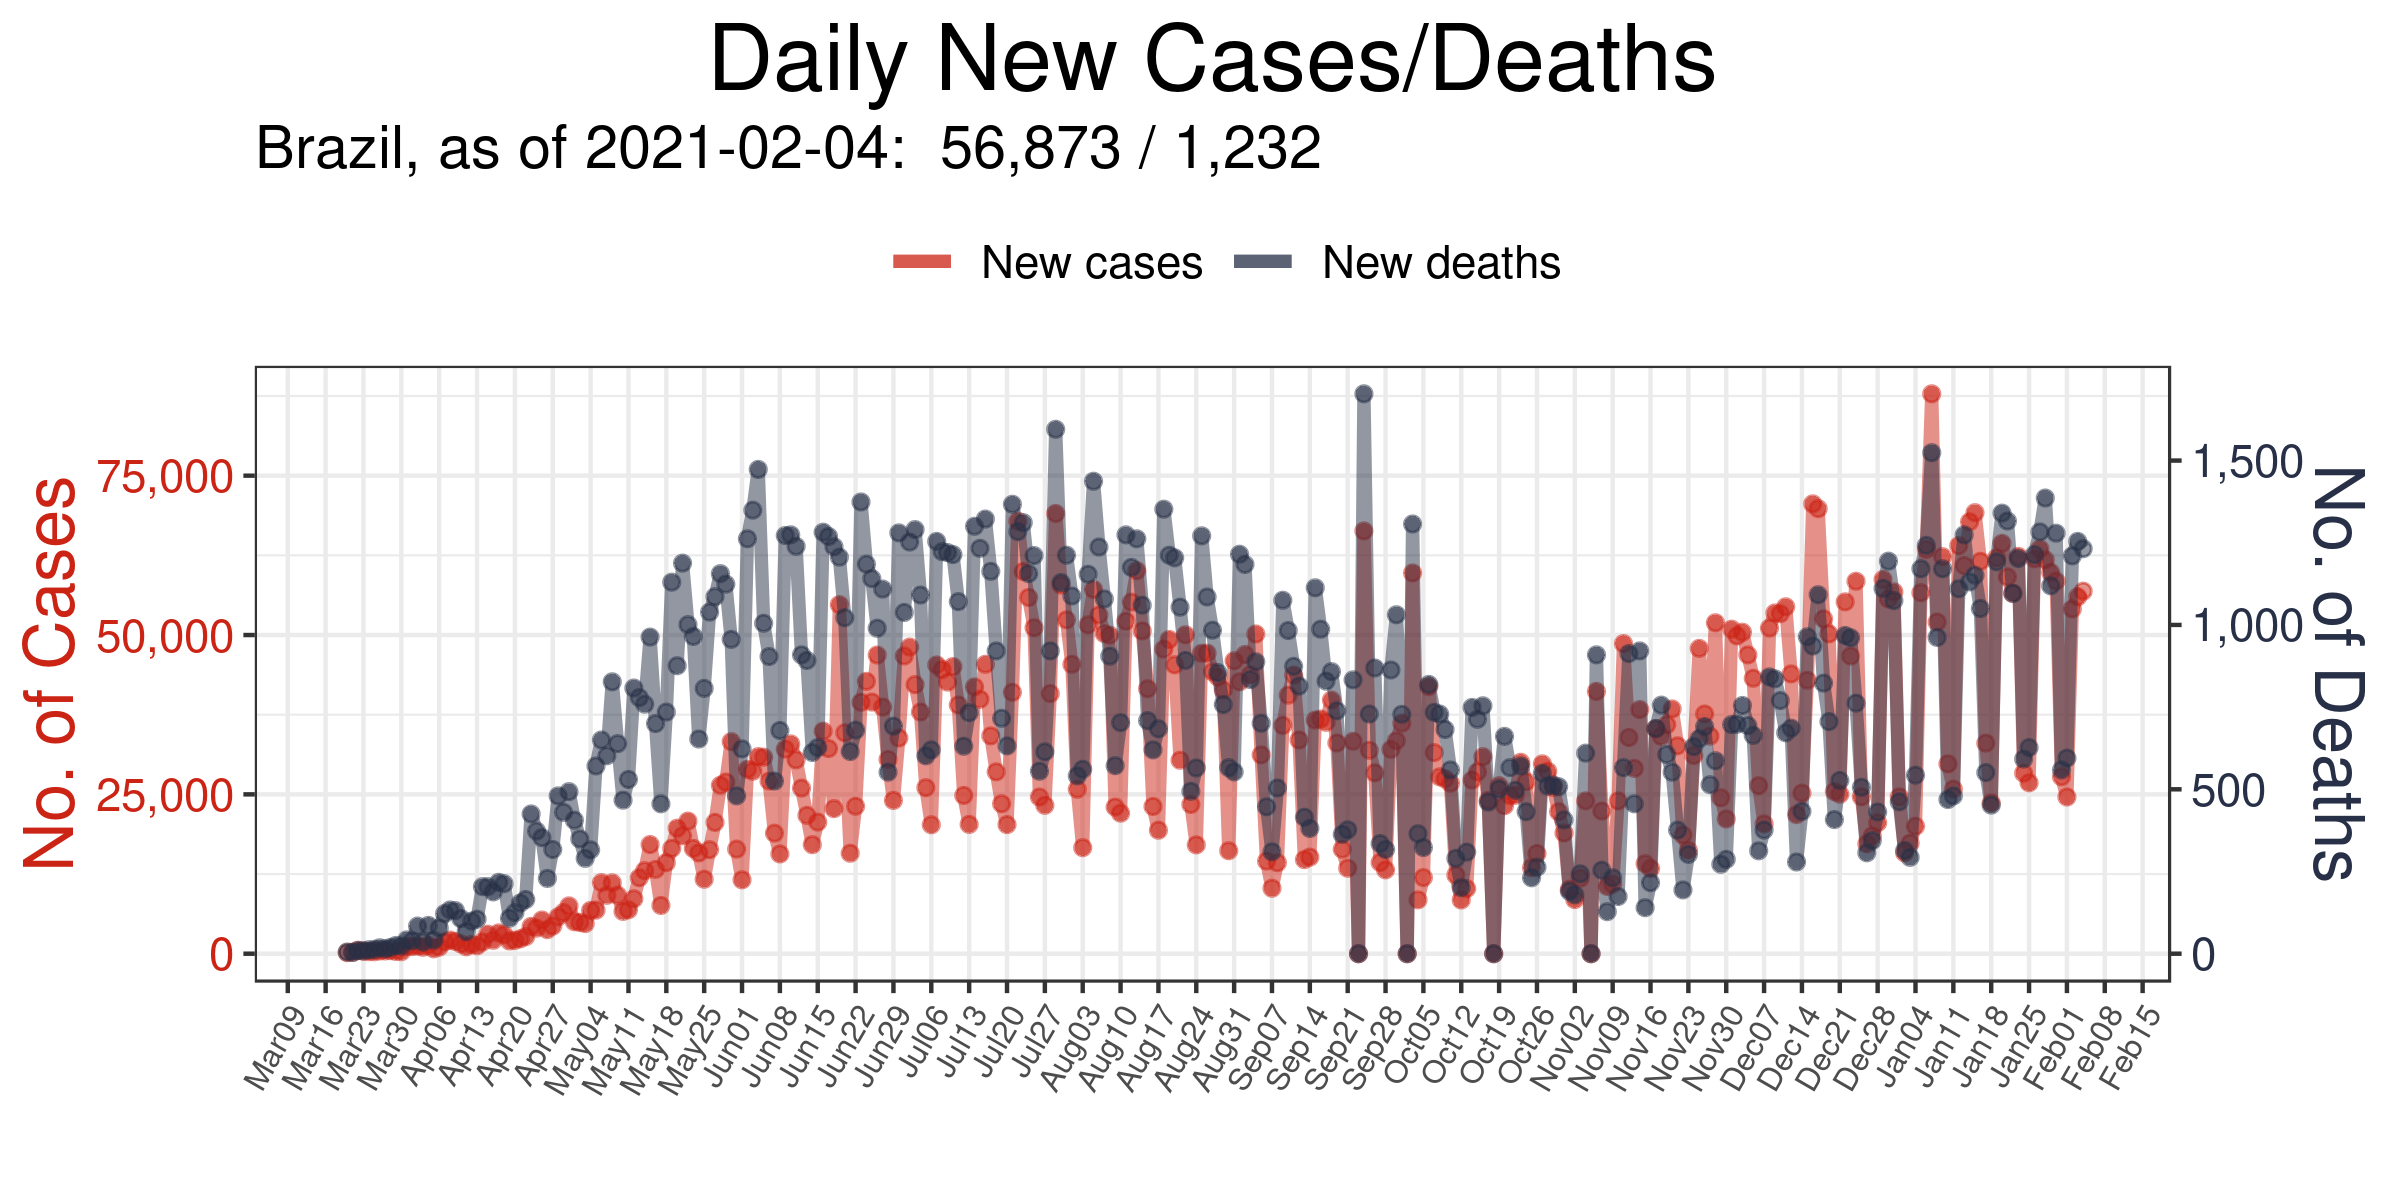 Daily New Cases/Deaths
Brazil, as of 2021-02-04: 56,873 / 1,232
New cases
New deaths
No. of Cases
75,000
50,000
25,000
0
1,500
1,000
500
0
No. of Deaths
Mar09
Mar16
Mar23
Mar30
Apr06
Apr13
Apr20
Apr27
May04
May11
May18
May25
Jun01
Jun08
Jun15
Jun22
Jun29
Jul06
Jul13
Jul20
Jul27
Aug03
Aug10
Aug17
Aug24
Aug31
Sep07
Sep14
Sep21
Sep28
Oct05
Oct12
Oct19
Oct26
Nov02
Nov09
Nov16
Nov23
Nov30
Dec07
Dec14
Dec21
Dec28
Jan04
Jan11
Jan18
Jan25
Feb01
Feb08
Feb15